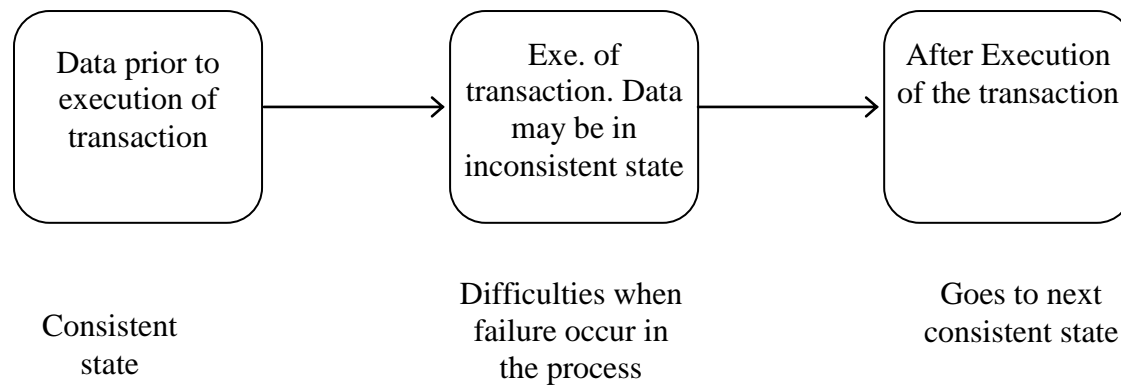 Data prior to
execution of
transaction
Exe. of
transaction. Data
may be in
inconsistent state
After Execution
of the transaction
Consistent
state
Difficulties when
failure occur in
the process
Goes to next
consistent state